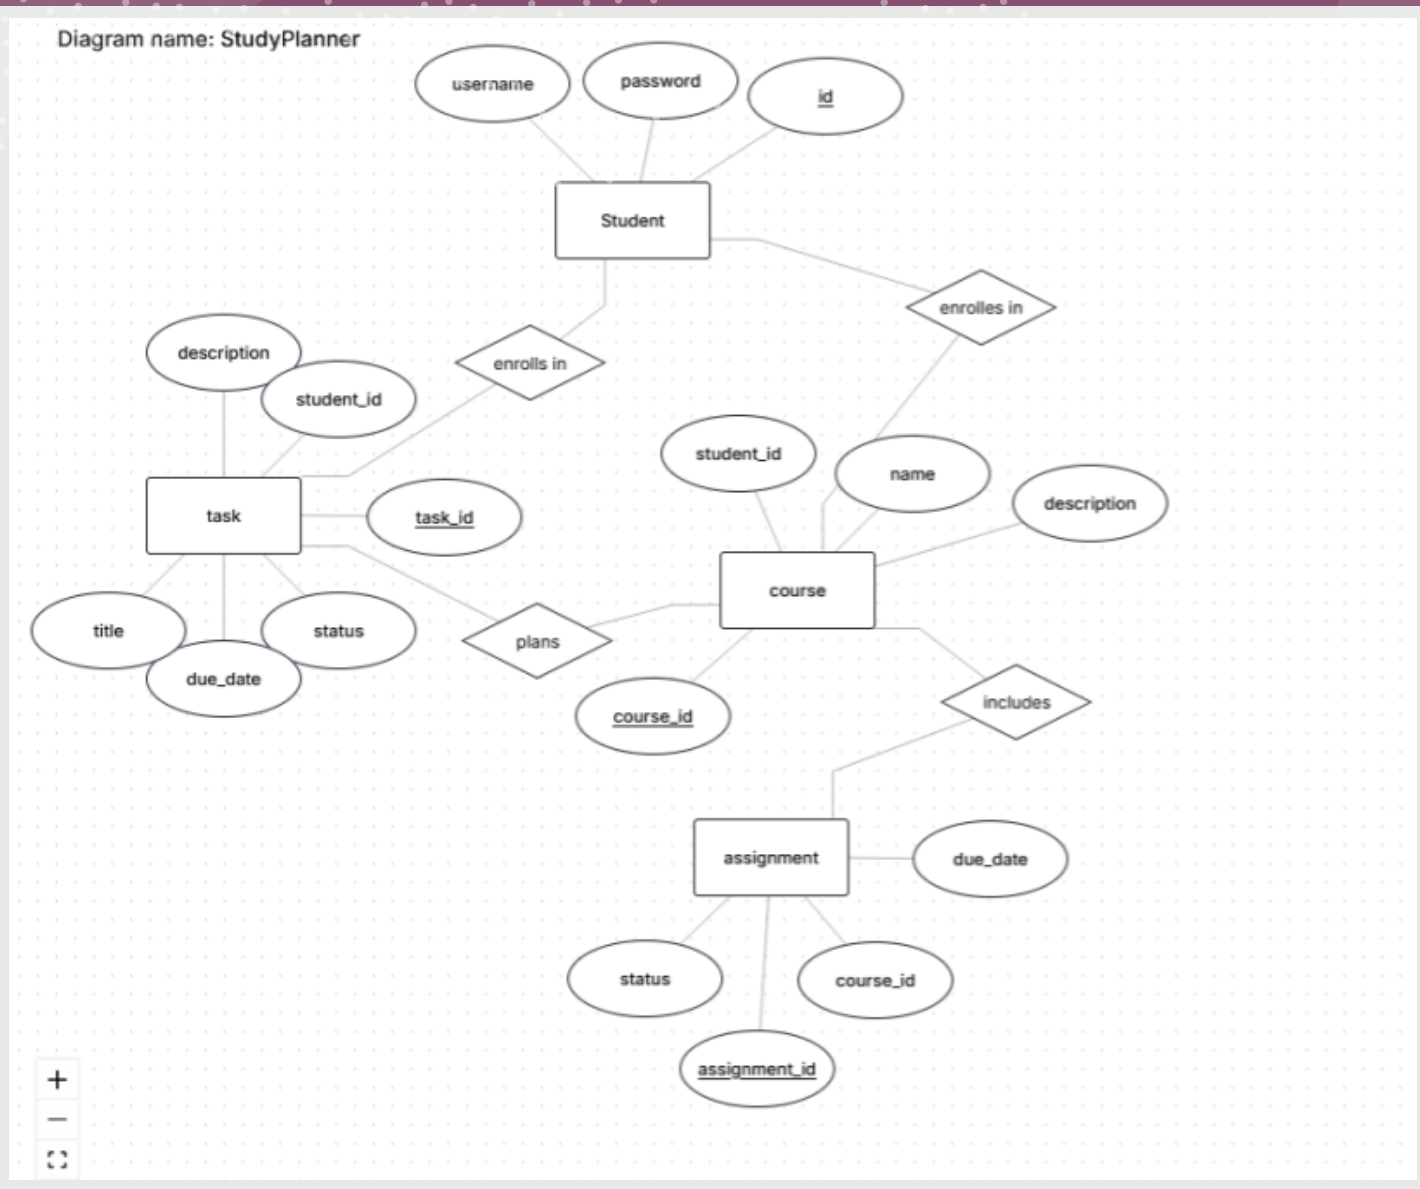 Diagram name: StudyPlanner
username
password
id
Student
enrolles in
description
student_id
enrolls in
student_id
name
description
task
task_id
course
title
status
due_date
plans
course_id
includes
assignment
due_date
status
course_id
assignment_id